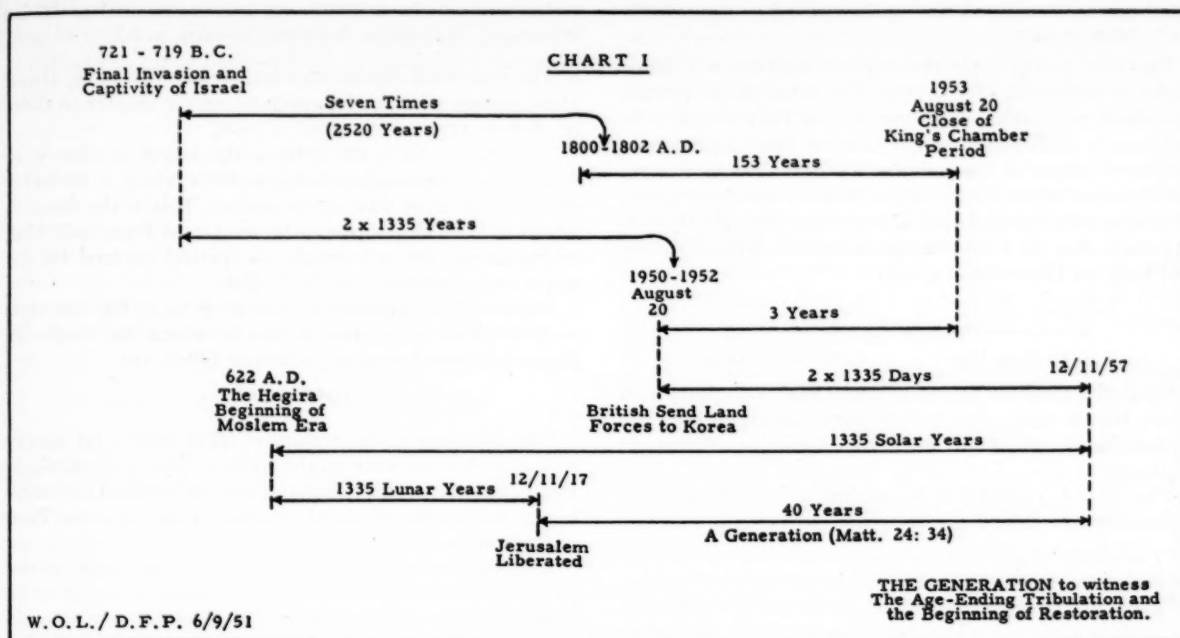 CHART I
721 - 719 B.C.
Final Invasion and
Captivity of Israel
Seven Times
(2520 Years)
1800-1802 A.D.
1953
August 20
Close of
King's Chamber
Period
153 Years
2 x 1335 Years
1950-1952
August
20
3 Years
622 A.D.
The Hegira
Beginning of
Moslem Era
British Send Land
Forces to Korea
2 x 1335 Days
12/11/57
1335 Solar Years
1335 Lunar Years
12/11/17
40 Years
A Generation (Matt. 24: 34)
Jerusalem
Liberated
THE GENERATION to witness
The Age-Ending Tribulation and
the Beginning of Restoration.
W.O.L./ D.F.P. 6/9/51